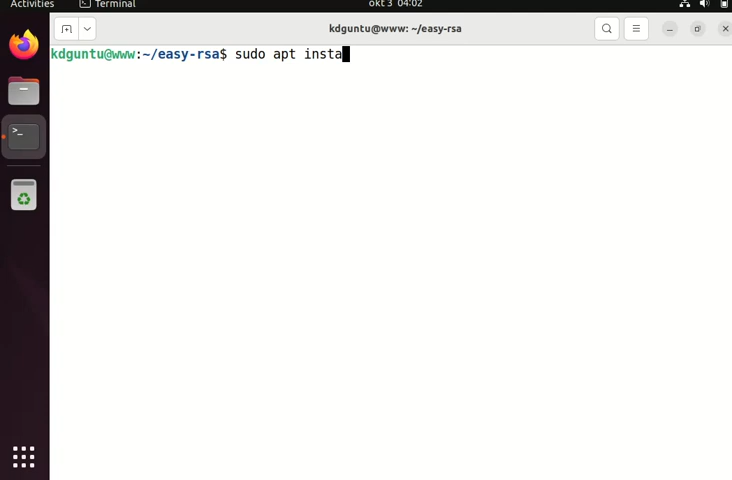 Activities
Terminal
okt 3 04:02
kdguntu@www: ~/easy-rsa
kdguntu@www:~/easy-rsa$ sudo apt insta